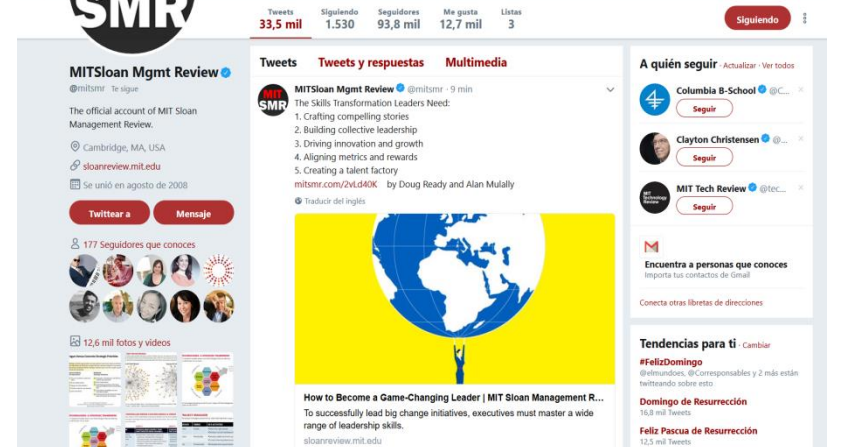 SMR
Tweets
33,5 mil
Siguiendo
1.530
Seguidores
93,8 mil
Me gusta
12,7 mil
Listas
3
Siguiendo
MITSloan Mgmt Review
@mitsmr Te sigue
The official account of MIT Sloan
Management Review.
Cambridge, MA, USA
sloanreview.mit.edu
Se unió en agosto de 2008
Twittear a
Mensaje
177 Seguidores que conoces
12,6 mil fotos y videos
Tweets
Tweets y respuestas
Multimedia
MIT
SMR
MITSloan Mgmt Review @mitsmr · 9 min
The Skills Transformation Leaders Need:
1. Crafting compelling stories
2. Building collective leadership
3. Driving innovation and growth
4. Aligning metrics and rewards
5. Creating a talent factory
mitsmr.com/2vLd40K by Doug Ready and Alan Mulally
Traducir del inglés
How to Become a Game-Changing Leader | MIT Sloan Management R...
To successfully lead big change initiatives, executives must master a wide
range of leadership skills.
sloanreview.mit.edu
A quién seguir · Actualizar · Ver todos
Columbia B-School @C...
Seguir
Clayton Christensen @...
Seguir
MIT
Technology
Review
MIT Tech Review @tec...
Seguir
Encuentra a personas que conoces
Importa tus contactos de Gmail
Conecta otras libretas de direcciones
Tendencias para ti · Cambiar
#FelizDomingo
@elmundoes, @Corresponsables y 2 más están
twitteando sobre esto
Domingo de Resurrección
16,8 mil Tweets
Feliz Pascua de Resurrección
12,5 mil Tweets